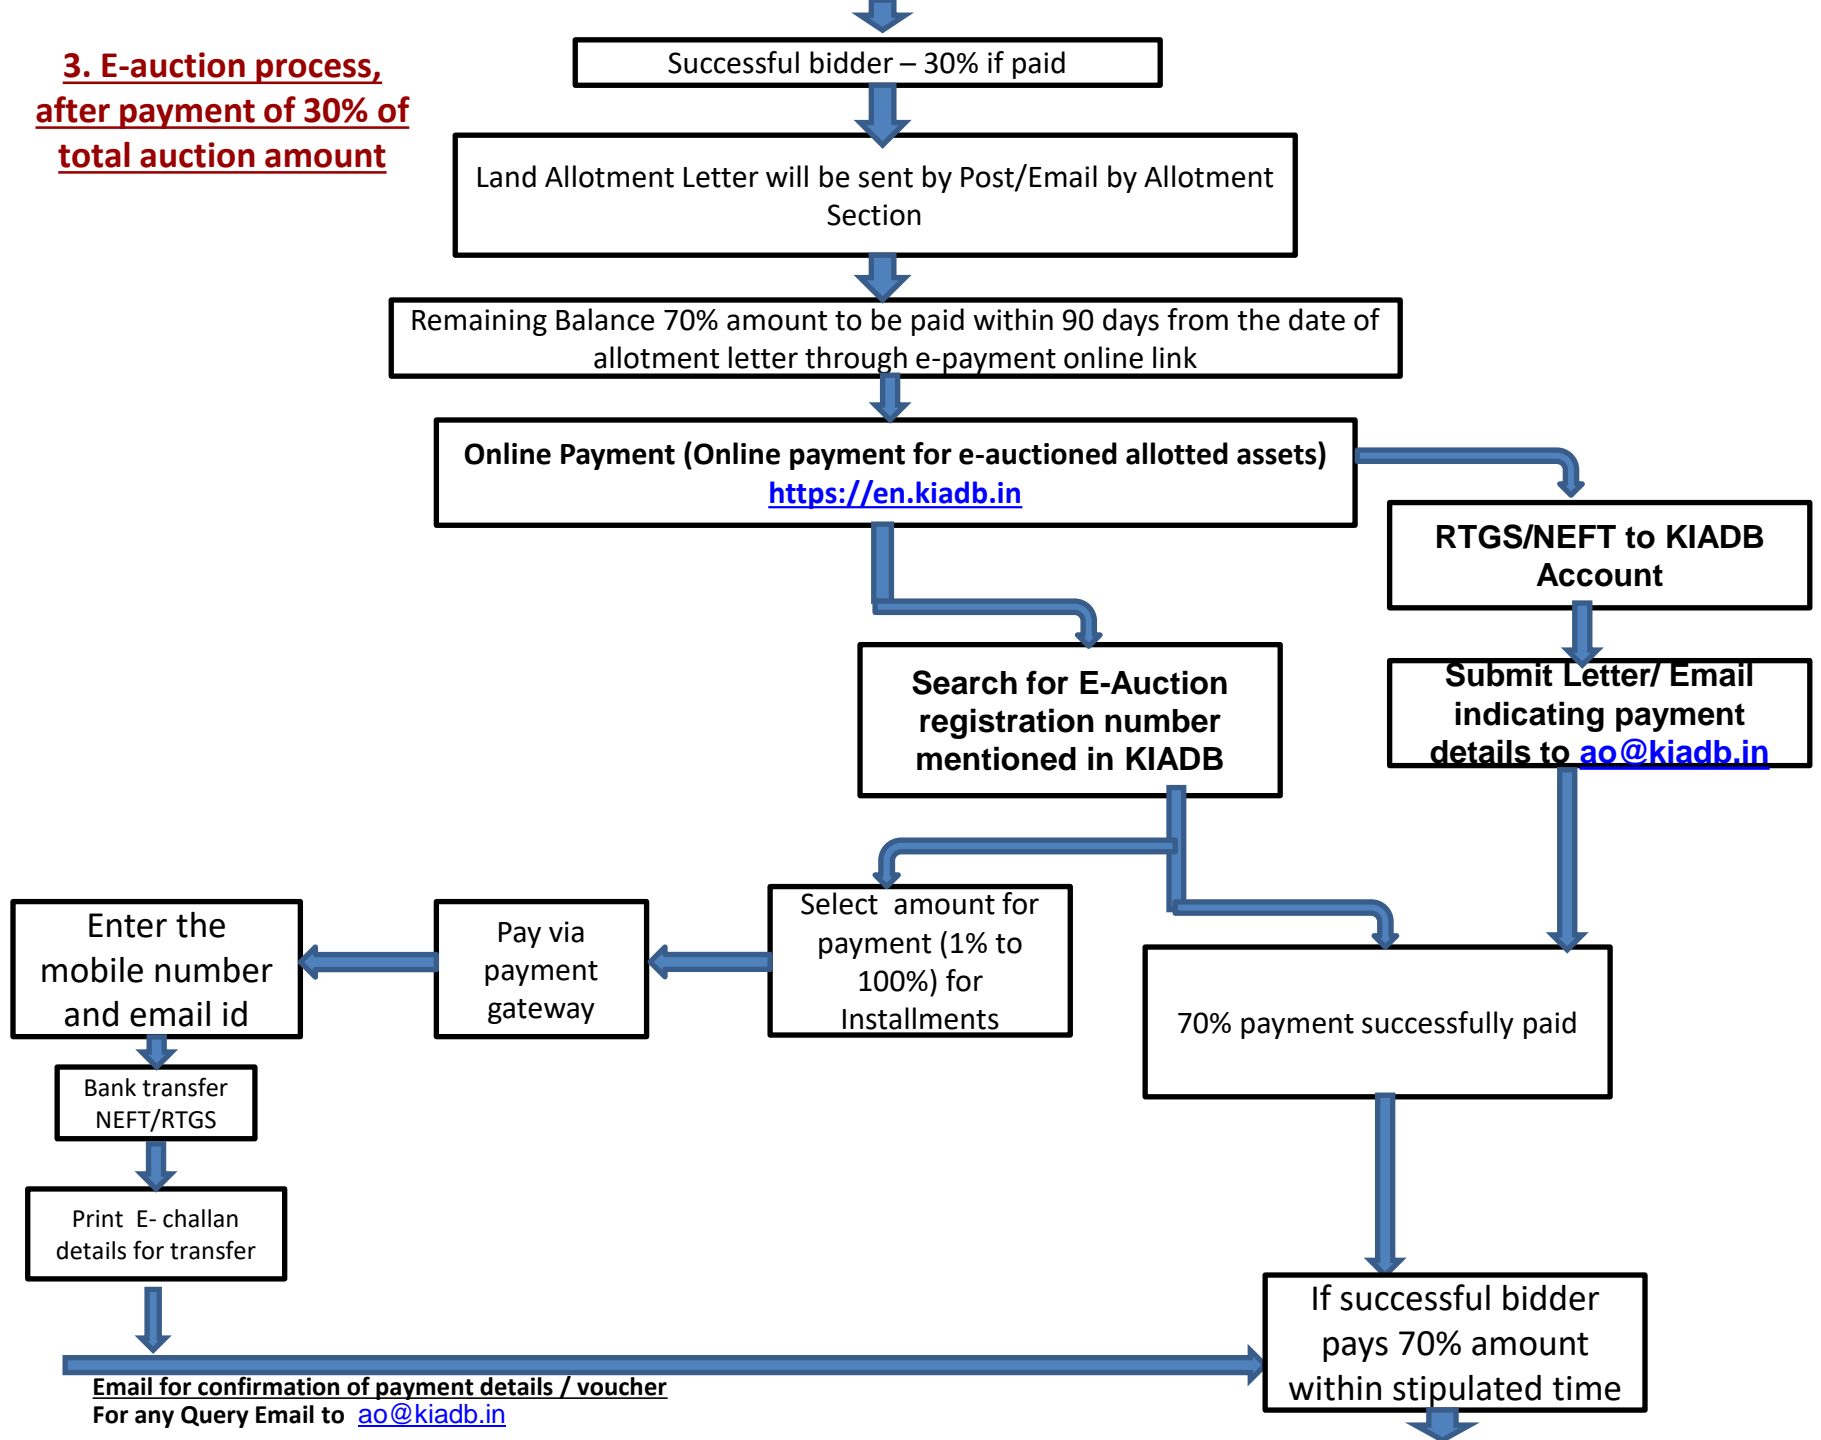 3. E-auction process,
after payment of 30% of
total auction amount
Successful bidder – 30% if paid
Land Allotment Letter will be sent by Post/Email by Allotment
Section
Remaining Balance 70% amount to be paid within 90 days from the date of
allotment letter through e-payment online link
Online Payment (Online payment for e-auctioned allotted assets)
https://en.kiadb.in
RTGS/NEFT to KIADB
Account
Search for E-Auction
registration number
mentioned in KIADB
Submit Letter/ Email
indicating payment
details to ao@kiadb.in
Enter the
mobile number
and email id
Pay via
payment
gateway
Select amount for
payment (1% to
100%) for
Installments
70% payment successfully paid
Bank transfer
NEFT/RTGS
Print E- challan
details for transfer
If successful bidder
pays 70% amount
within stipulated time
Email for confirmation of payment details / voucher
For any Query Email to ao@kiadb.in